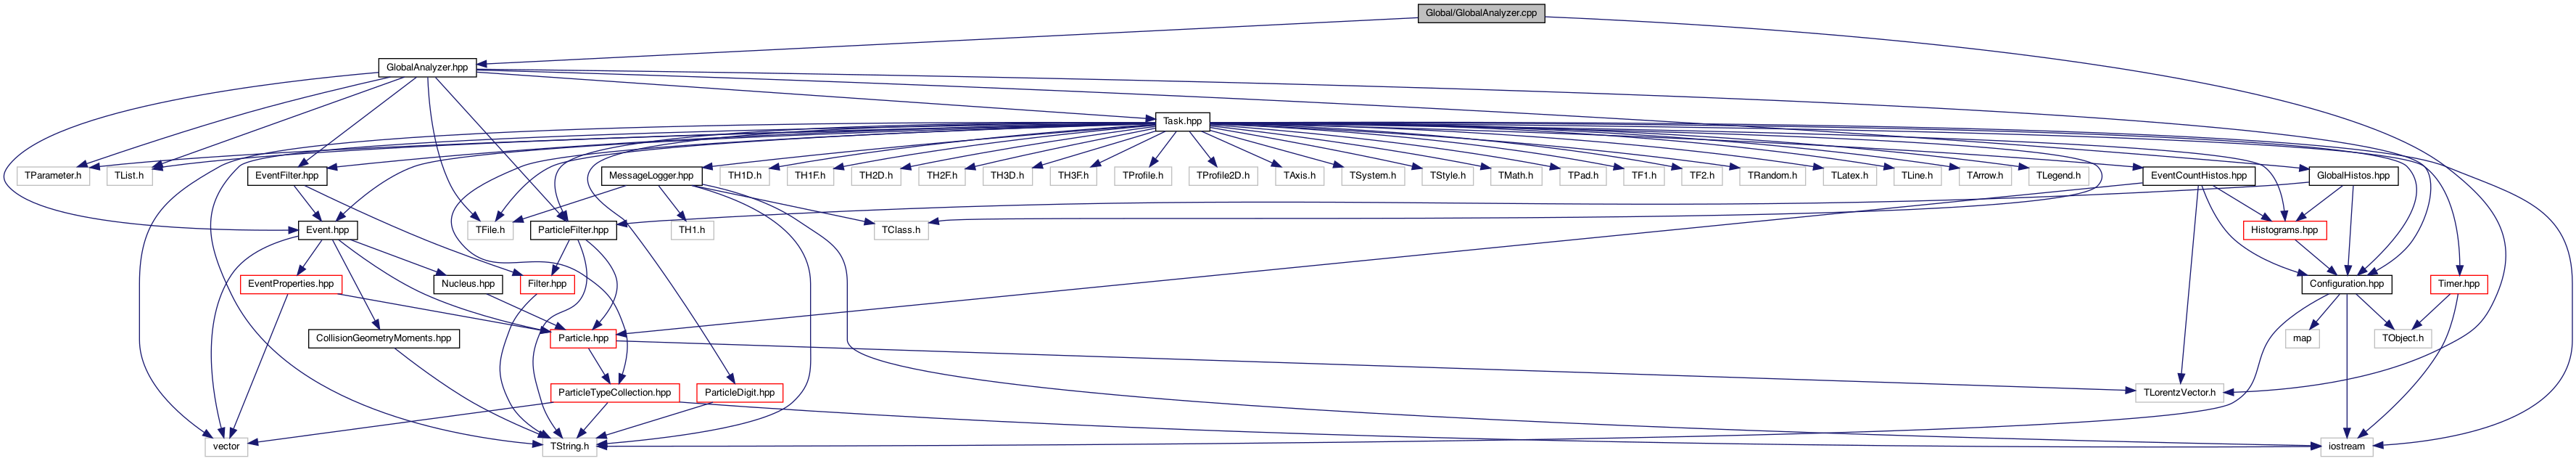 Global/GlobalAnalyzer.cpp
GlobalAnalyzer.hpp
Task.hpp
TParameter.h
TList.h
EventFilter.hpp
MessageLogger.hpp
TH1D.h
TH1F.h
TH2D.h
TH2F.h
TH3D.h
TH3F.h
TProfile.h
TProfile2D.h
TAxis.h
TSystem.h
TStyle.h
TMath.h
TPad.h
TF1.h
TF2.h
TRandom.h
TLatex.h
TLine.h
TArrow.h
TLegend.h
EventCountHistos.hpp
GlobalHistos.hpp
Event.hpp
TFile.h
ParticleFilter.hpp
TH1.h
TClass.h
Histograms.hpp
EventProperties.hpp
Nucleus.hpp
Filter.hpp
Configuration.hpp
Timer.hpp
CollisionGeometryMoments.hpp
Particle.hpp
map
TObject.h
ParticleTypeCollection.hpp
ParticleDigit.hpp
TLorentzVector.h
vector
TString.h
iostream